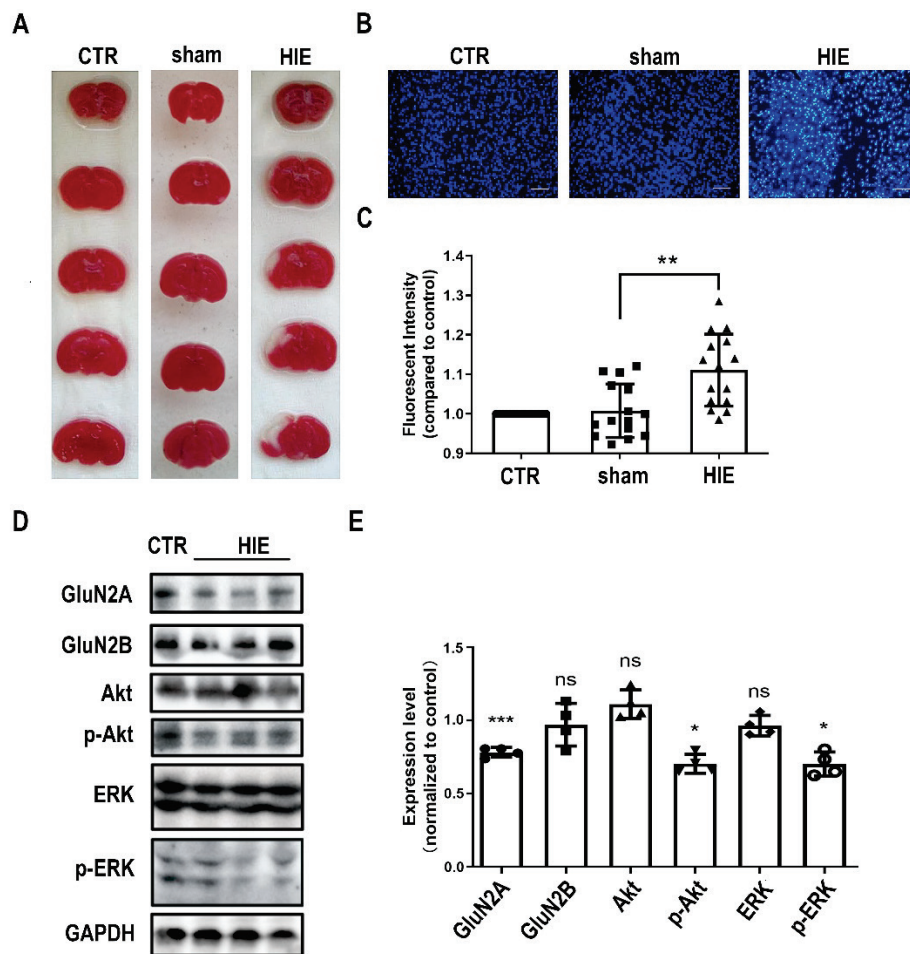 A
CTR sham HIE
B
CTR sham HIE
C
Fluorescent Intensity
(compared to control)
1.4
1.3
1.2
1.1
1.0
0.9
**
CTR sham HIE
D
CTR HIE
GluN2A
GluN2B
Akt
p-Akt
ERK
p-ERK
GAPDH
E
Expression level
(normalized to control)
1.5
1.0
0.5
0.0
*** ns ns * ns *
GluN2A GluN2B Akt p-Akt ERK p-ERK